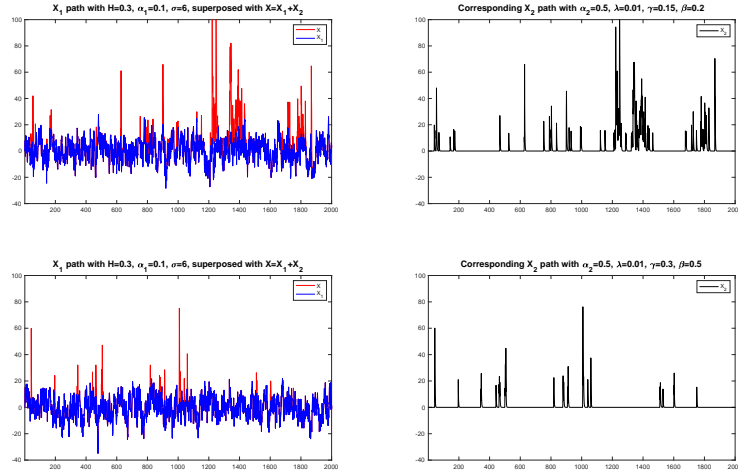 X₁ path with H=0.3, α₁=0.1, σ=6, superposed with X=X₁+X₂
Corresponding X₂ path with α₂=0.5, λ=0.01, γ=0.15, β=0.2
100
80
60
40
20
0
-20
-40
200 400 600 800 1000 1200 1400 1600 1800 2000
X
X₁
100
80
60
40
20
0
-20
-40
200 400 600 800 1000 1200 1400 1600 1800 2000
X₂
X₁ path with H=0.3, α₁=0.1, σ=6, superposed with X=X₁+X₂
Corresponding X₂ path with α₂=0.5, λ=0.01, γ=0.3, β=0.5
100
80
60
40
20
0
-20
-40
200 400 600 800 1000 1200 1400 1600 1800 2000
X
X₁
100
80
60
40
20
0
-20
-40
200 400 600 800 1000 1200 1400 1600 1800 2000
X₂